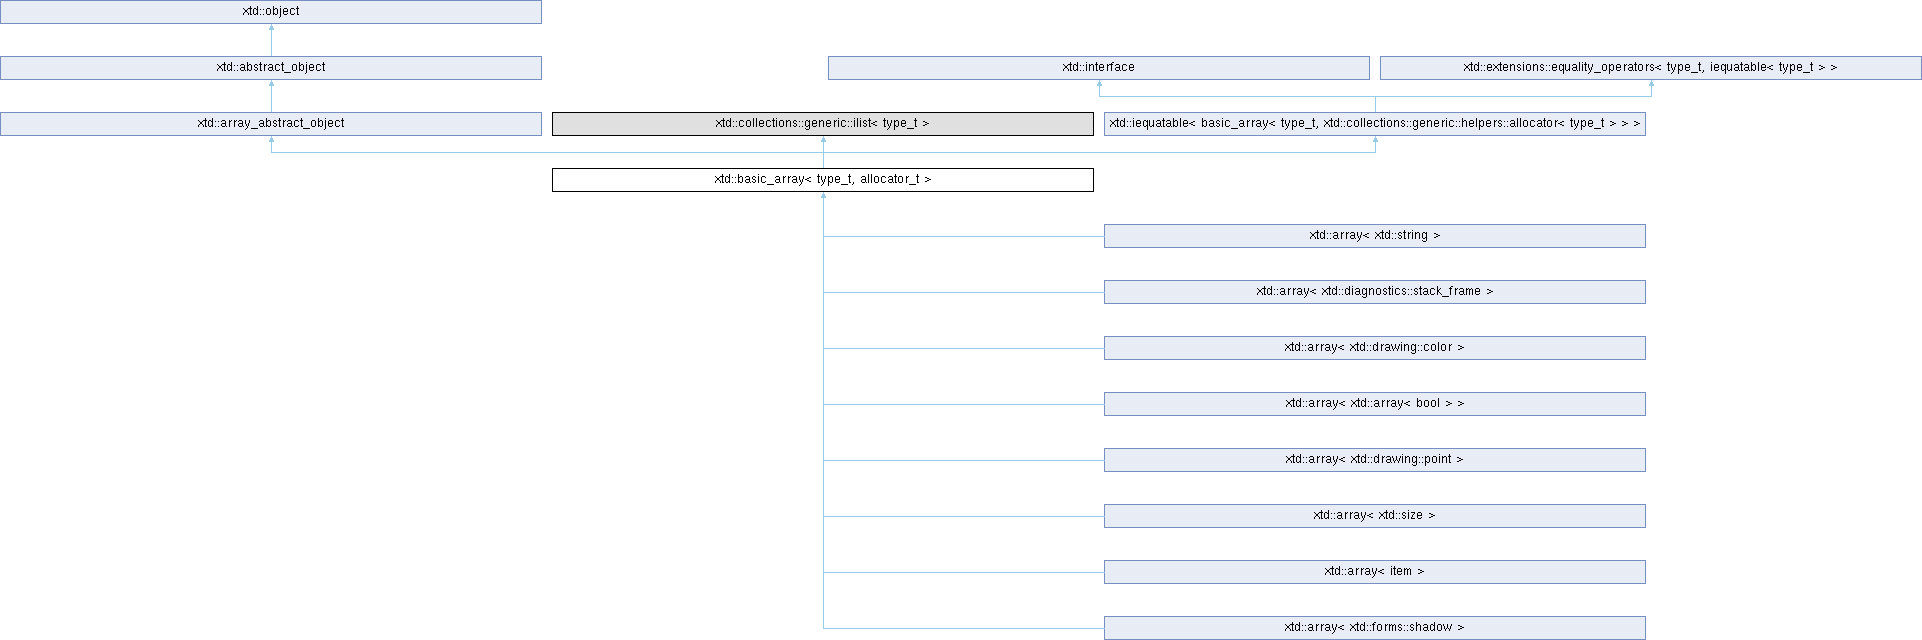 xtd::object
xtd::abstract_object
xtd::interface
xtd::extensions::equality_operators< type_t, iequatable< type_t > >
xtd::array_abstract_object
xtd::collections::generic::ilist< type_t >
xtd::iequatable< basic_array< type_t, xtd::collections::generic::helpers::allocator< type_t > > >
xtd::basic_array< type_t, allocator_t >
xtd::array< xtd::string >
xtd::array< xtd::diagnostics::stack_frame >
xtd::array< xtd::drawing::color >
xtd::array< xtd::array< bool > >
xtd::array< xtd::drawing::point >
xtd::array< xtd::size >
xtd::array< item >
xtd::array< xtd::forms::shadow >